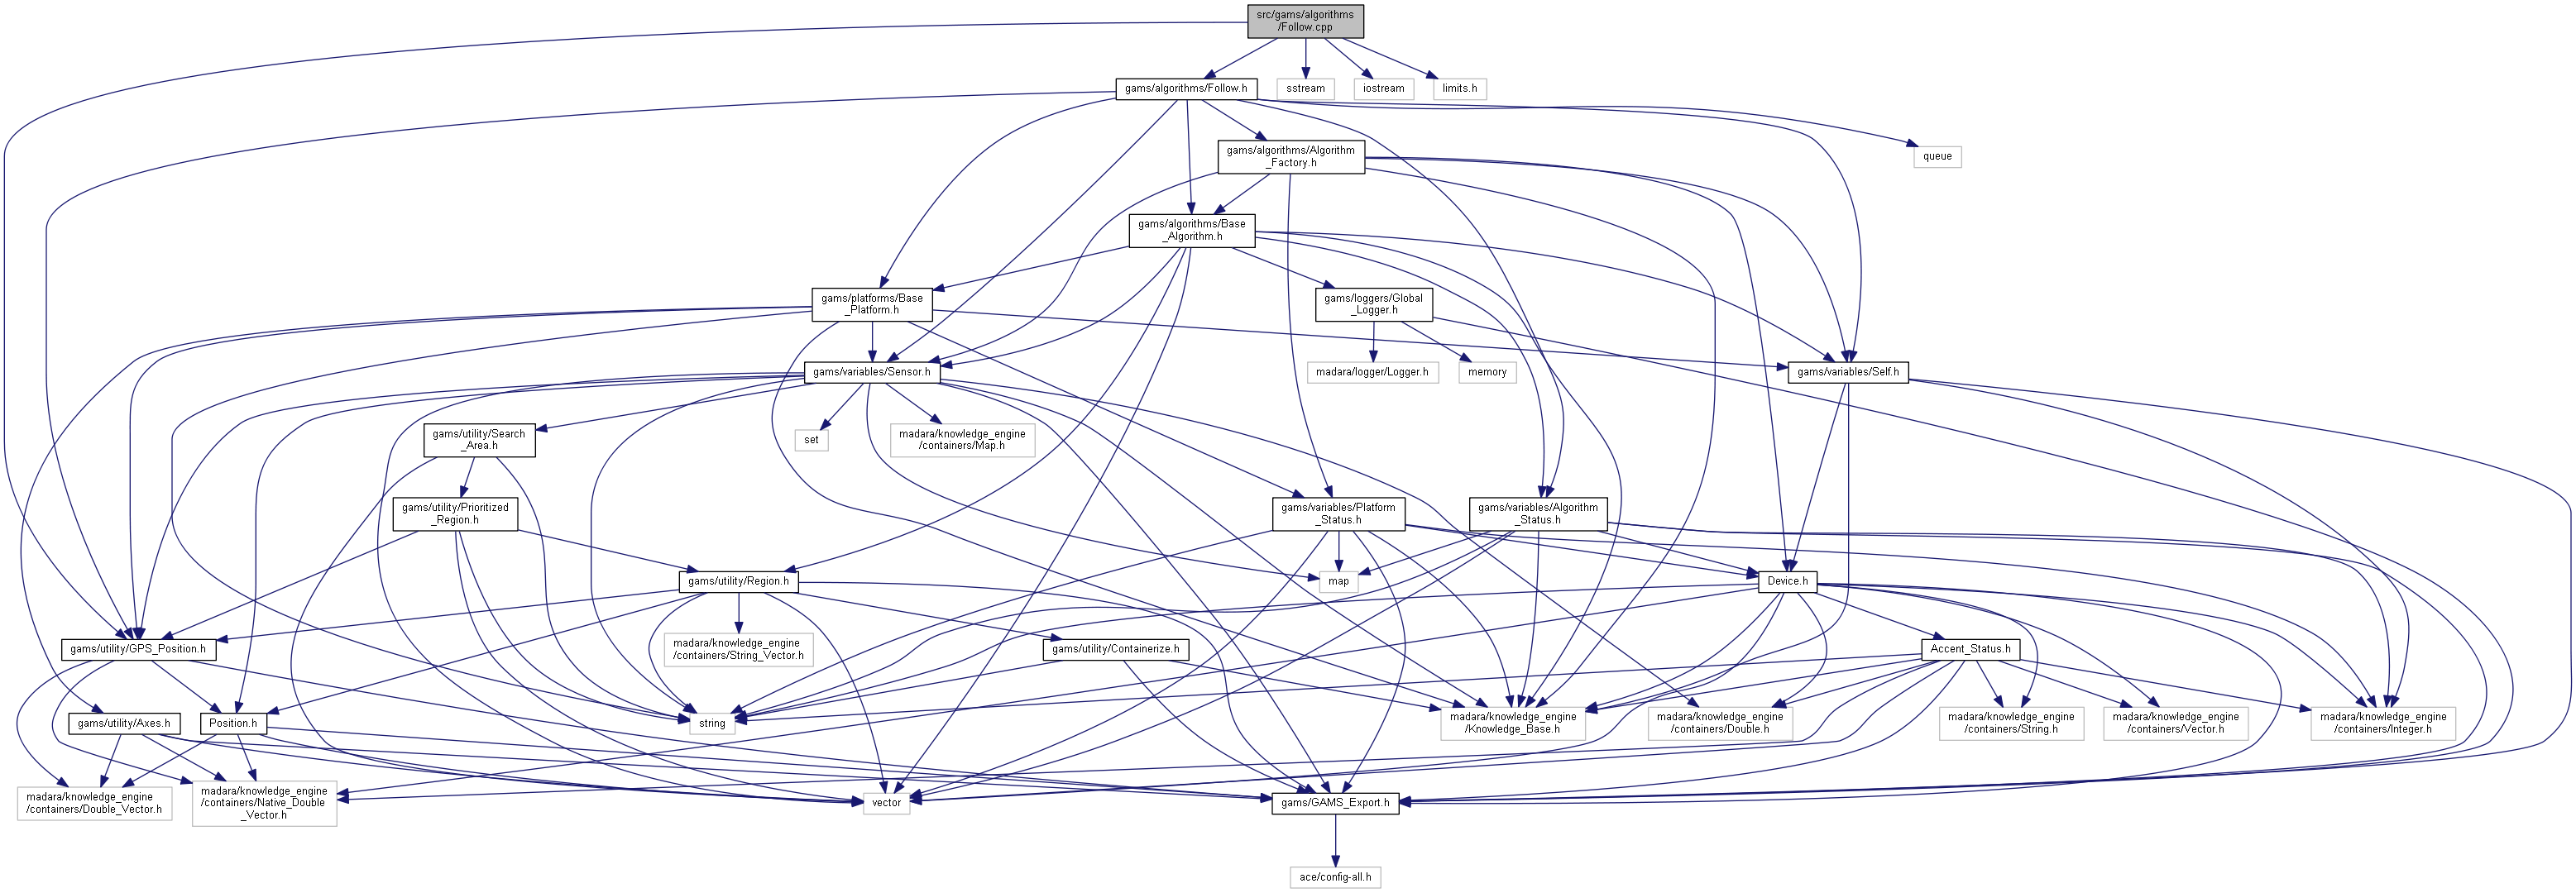 src/gams/algorithms
/Follow.cpp
gams/algorithms/Follow.h
sstream
iostream
limits.h
gams/algorithms/Algorithm
_Factory.h
queue
gams/algorithms/Base
_Algorithm.h
gams/platforms/Base
_Platform.h
gams/loggers/Global
_Logger.h
gams/variables/Sensor.h
madara/logger/Logger.h
memory
gams/variables/Self.h
gams/utility/Search
_Area.h
set
madara/knowledge_engine
/containers/Map.h
gams/utility/Prioritized
_Region.h
gams/variables/Platform
_Status.h
gams/variables/Algorithm
_Status.h
gams/utility/Region.h
map
Device.h
gams/utility/GPS_Position.h
madara/knowledge_engine
/containers/String_Vector.h
gams/utility/Containerize.h
Accent_Status.h
gams/utility/Axes.h
Position.h
string
madara/knowledge_engine
/Knowledge_Base.h
madara/knowledge_engine
/containers/Double.h
madara/knowledge_engine
/containers/String.h
madara/knowledge_engine
/containers/Vector.h
madara/knowledge_engine
/containers/Integer.h
madara/knowledge_engine
/containers/Double_Vector.h
madara/knowledge_engine
/containers/Native_Double
_Vector.h
vector
gams/GAMS_Export.h
ace/config-all.h